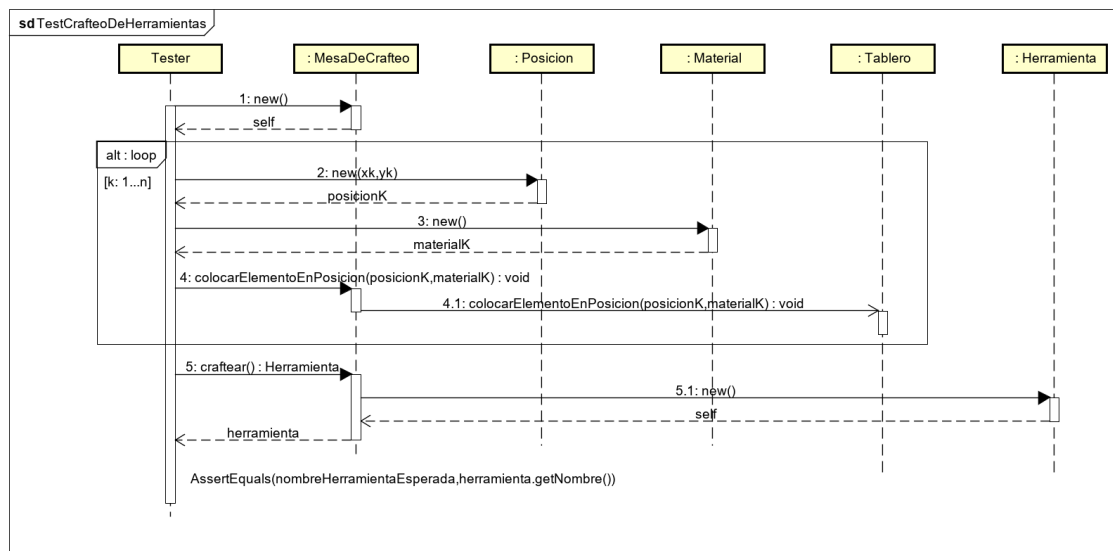 sd TestCrafteoDeHerramientas
Tester
: MesaDeCrafteo
: Posicion
: Material
: Tablero
: Herramienta
1: new()
self
alt : loop
[k: 1...n]
2: new(xk,yk)
posicionK
3: new()
materialK
4: colocarElementoEnPosicion(posicionK,materialK) : void
4.1: colocarElementoEnPosicion(posicionK,materialK) : void
5: craftear() : Herramienta
5.1: new()
self
herramienta
AssertEquals(nombreHerramientaEsperada,herramienta.getNombre())